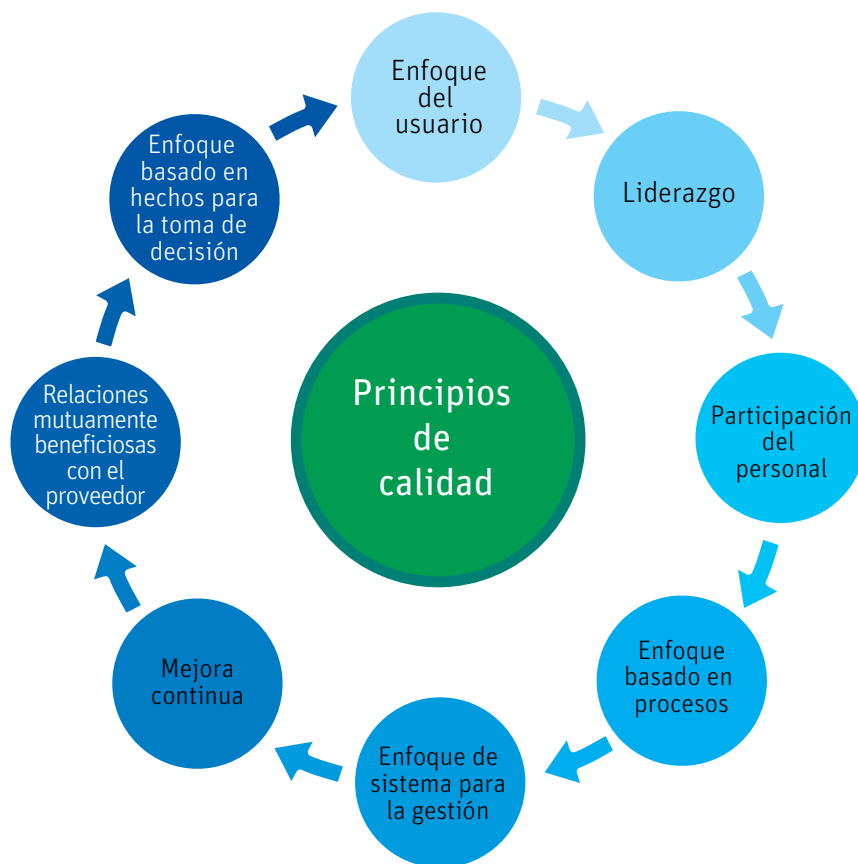 Enfoque
del
usuario
Liderazgo
Participación
del
personal
Enfoque
basado en
procesos
Enfoque de
sistema para
la gestión
Mejora
continua
Relaciones
mutuamente
beneficiosas
con el
proveedor
Enfoque
basado en
hechos para
la toma de
decisión
Principios
de
calidad